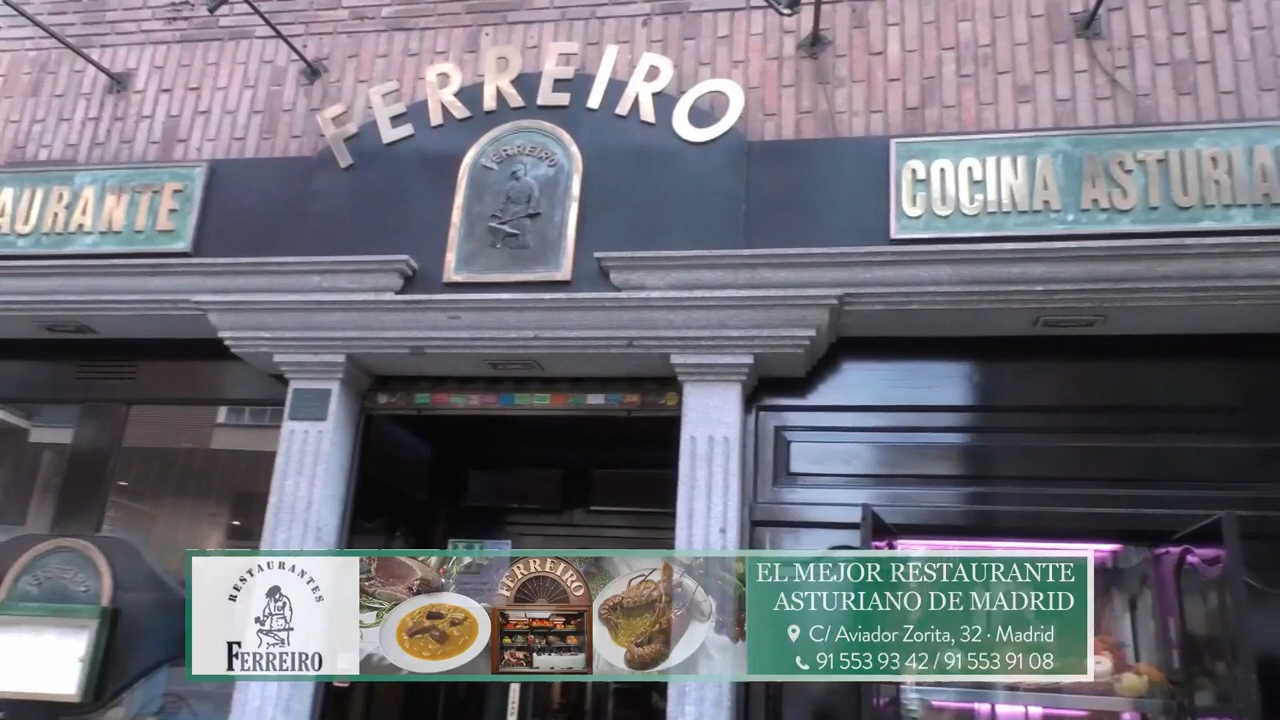 FERREIRO
FERREIRO
AURANTE
COCINA ASTURIA
FERREIRO
RESTAURANTES
FERREIRO
FERREIRO
EL MEJOR RESTAURANTE
ASTURIANO DE MADRID
C/ Aviador Zorita, 32 · Madrid
91 553 93 42 / 91 553 91 08